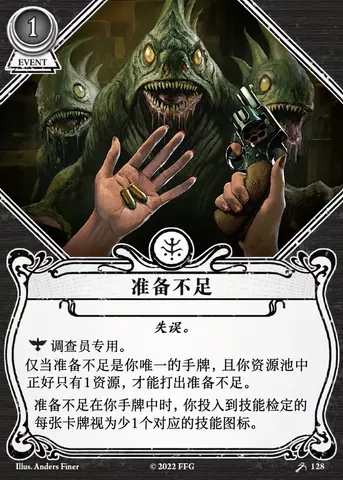 1
EVENT
准备不足
失误。
调查员专用。
仅当准备不足是你唯一的手牌，且你资源池中
正好只有1资源，才能打出准备不足。
准备不足在你手牌中时，你投入到技能检定的
每张卡牌视为少1个对应的技能图标。
Illus. Anders Finer
© 2022 FFG
128